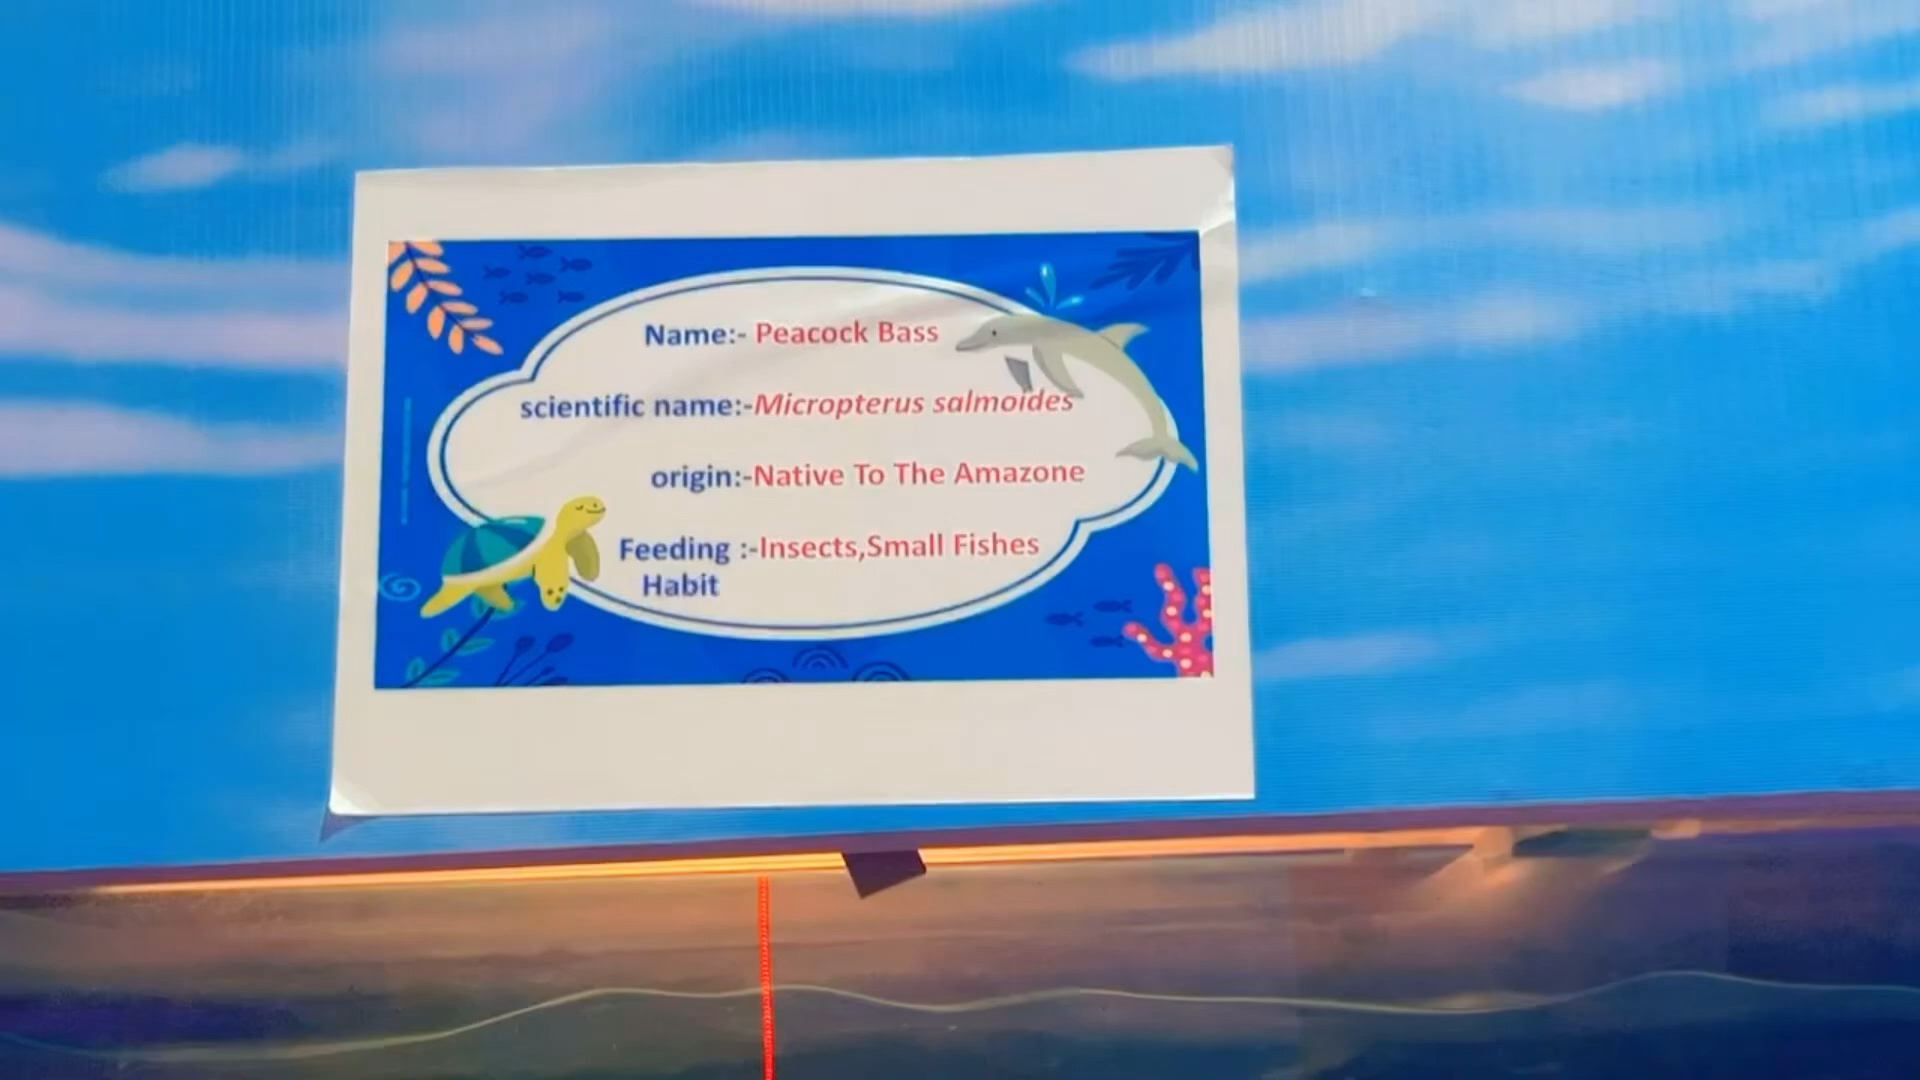 Name:- Peacock Bass
scientific name:-Micropterus salmoides
origin:-Native To The Amazone
Feeding :-Insects,Small Fishes
Habit